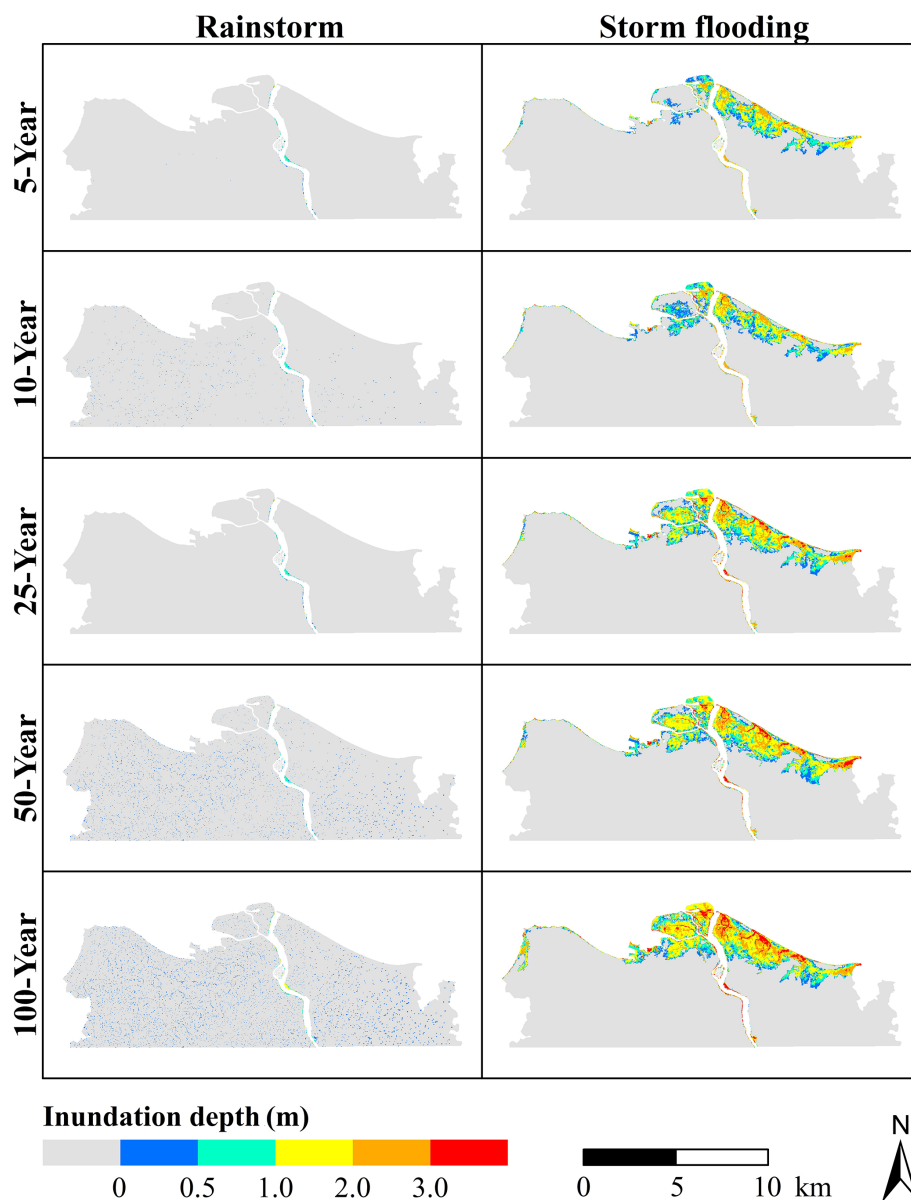 Rainstorm
Storm flooding
5-Year
10-Year
25-Year
50-Year
100-Year
Inundation depth (m)
0 0.5 1.0 2.0 3.0
0 5 10 km
N